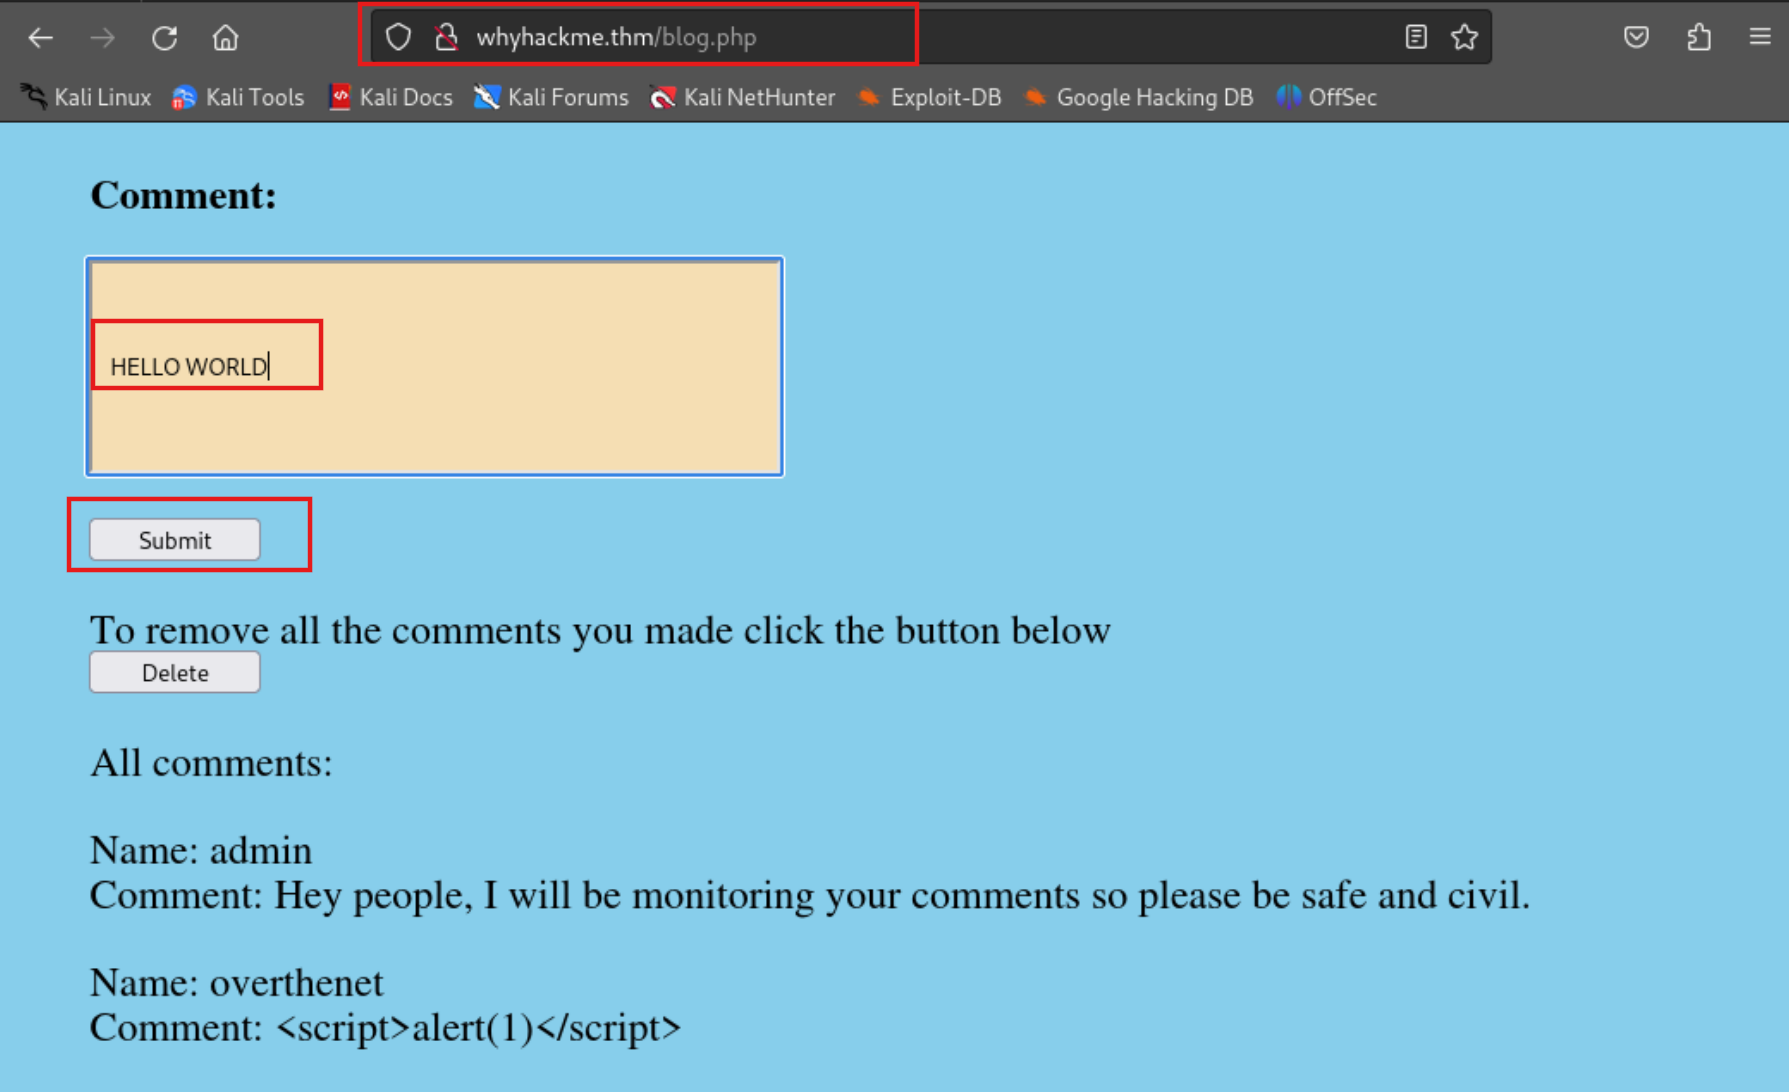 whyhackme.thm/blog.php
Kali Linux Kali Tools Kali Docs Kali Forums Kali NetHunter Exploit-DB Google Hacking DB OffSec
Comment:
HELLO WORLD
Submit
To remove all the comments you made click the button below
Delete
All comments:
Name: admin
Comment: Hey people, I will be monitoring your comments so please be safe and civil.
Name: overthenet
Comment: <script>alert(1)</script>